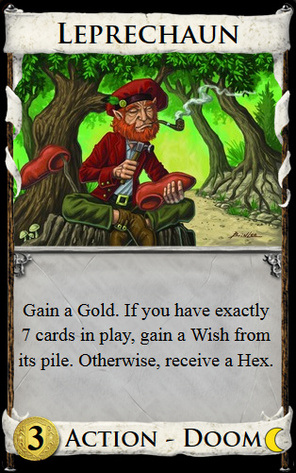 Leprechaun
Gain a Gold. If you have exactly
7 cards in play, gain a Wish from
its pile. Otherwise, receive a Hex.
3 Action - Doom